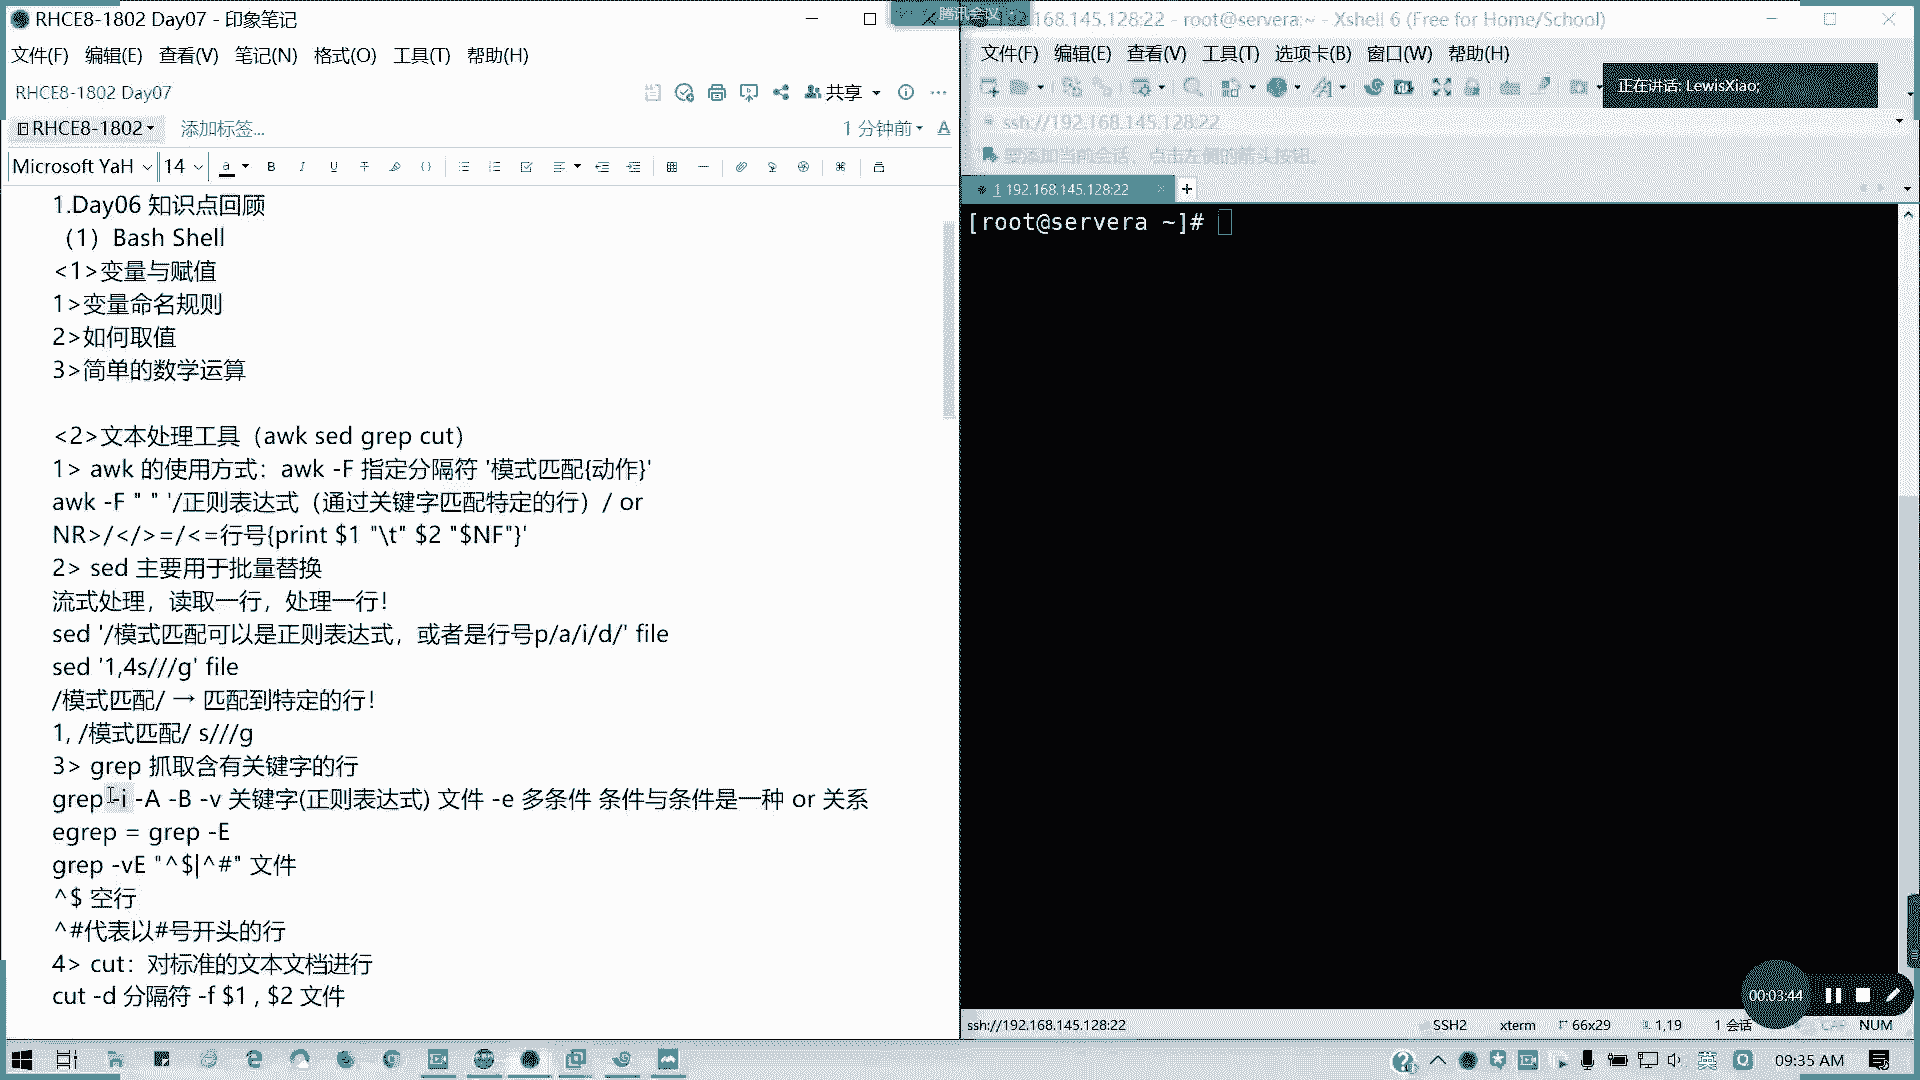 RHCE8-1802 Day07 - 印象笔记
文件(F) 编辑(E) 查看(V) 笔记(N) 格式(O) 工具(T) 帮助(H)
RHCE8-1802 Day07
共享
RHCE8-1802
添加标签...
1 分钟前
Microsoft YaH 14
1.Day06 知识点回顾
（1）Bash Shell
<1>变量与赋值
1>变量命名规则
2>如何取值
3>简单的数学运算
<2>文本处理工具（awk sed grep cut）
1> awk 的使用方式：awk -F 指定分隔符 '模式匹配{动作}'
awk -F " " '/正则表达式（通过关键字匹配特定的行）/ or
NR>/</>=/<=行号{print $1 "\t" $2 "$NF"}'
2> sed 主要用于批量替换
流式处理，读取一行，处理一行！
sed '/模式匹配可以是正则表达式，或者是行号p/a/i/d/' file
sed '1,4s///g' file
/模式匹配/ → 匹配到特定的行！
1, /模式匹配/ s///g
3> grep 抓取含有关键字的行
grep -i -A -B -v 关键字(正则表达式) 文件 -e 多条件 条件与条件是一种 or 关系
egrep = grep -E
grep -vE "^$|^#" 文件
^$ 空行
^#代表以#号开头的行
4> cut：对标准的文本文档进行
cut -d 分隔符 -f $1 , $2 文件
腾讯会议
192.168.145.128:22 - root@servera:~ - Xshell 6 (Free for Home/School)
文件(F) 编辑(E) 查看(V) 工具(T) 选项卡(B) 窗口(W) 帮助(H)
正在讲话: LewisXiao;
ssh://192.168.145.128:22
要添加当前会话，点击左侧的箭头按钮。
1 192.168.145.128:22
[root@servera ~]#
00:03:44
ssh://192.168.145.128:22
SSH2 xterm 66x29 1,19 1 会话 CAP NUM
英
09:35 AM